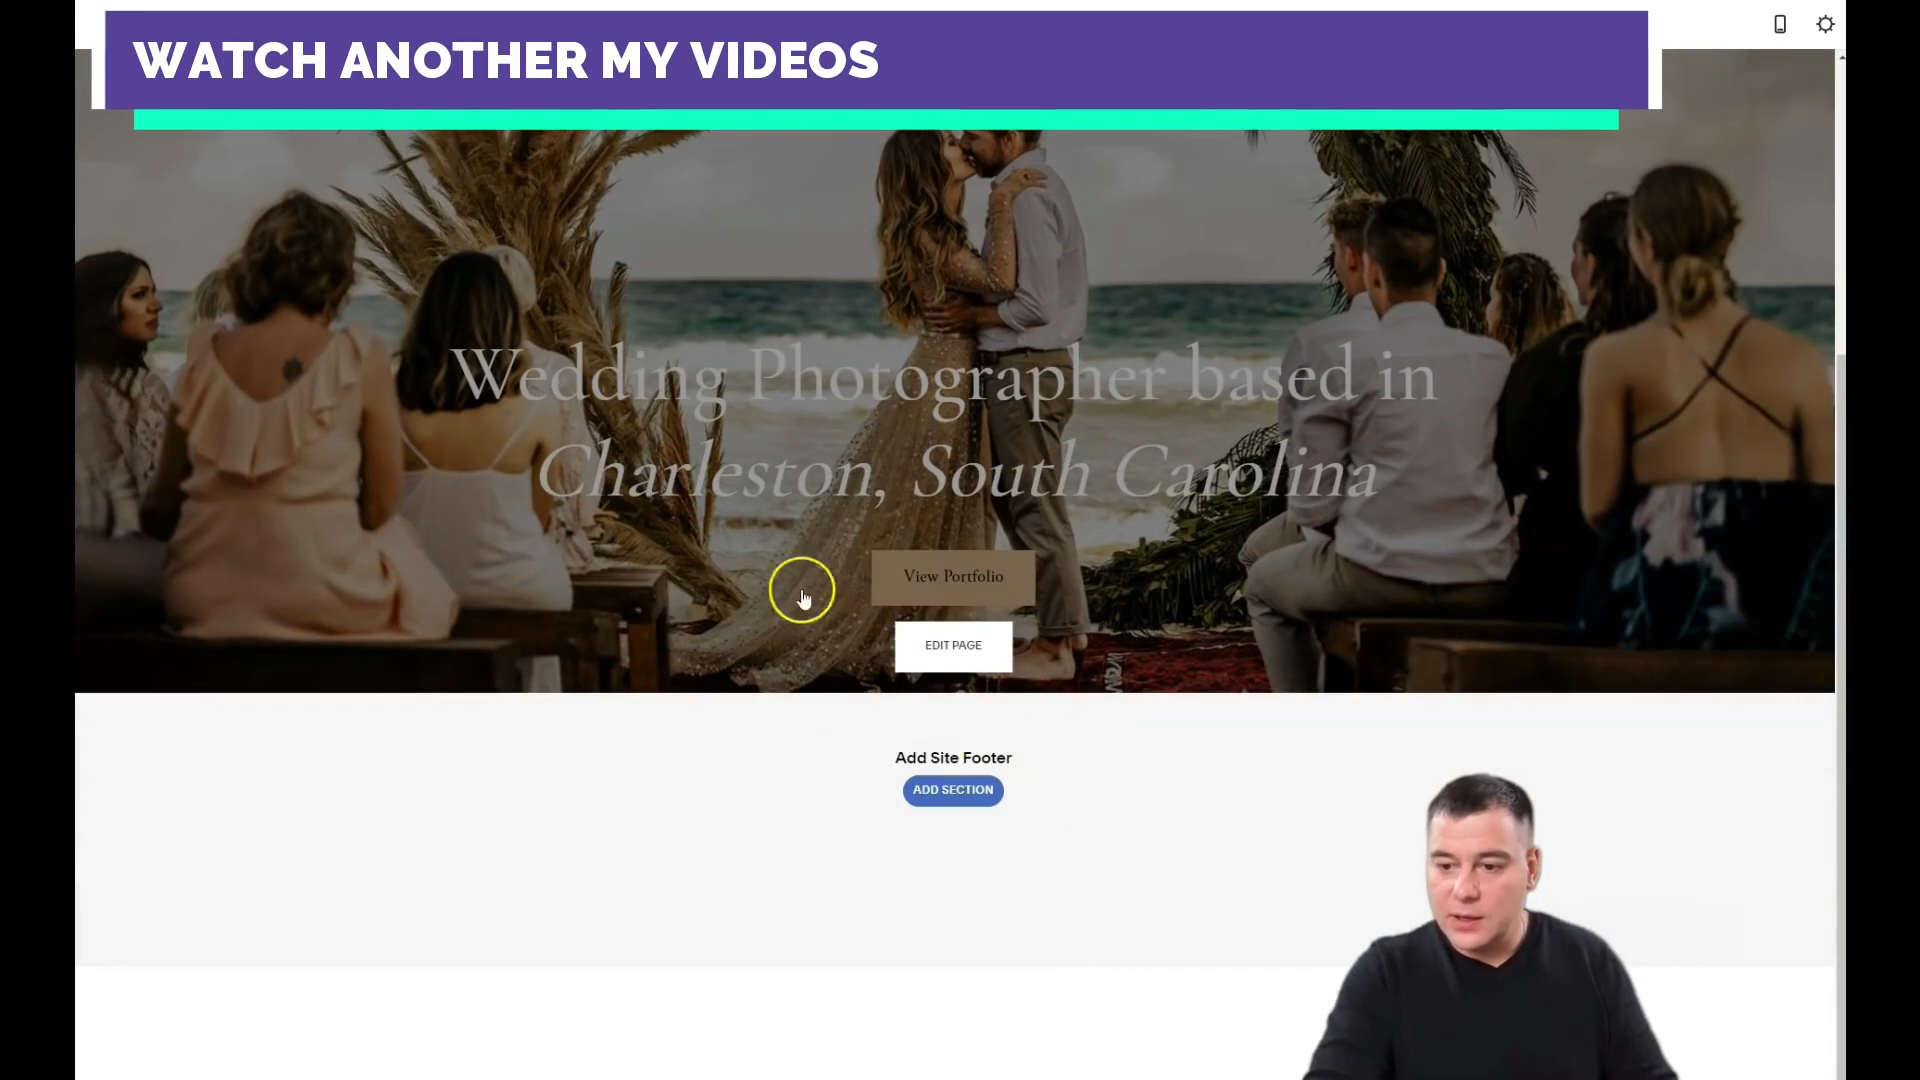 WATCH ANOTHER MY VIDEOS
Wedding Photographer based in
Charleston, South Carolina
View Portfolio
EDIT PAGE
Add Site Footer
ADD SECTION